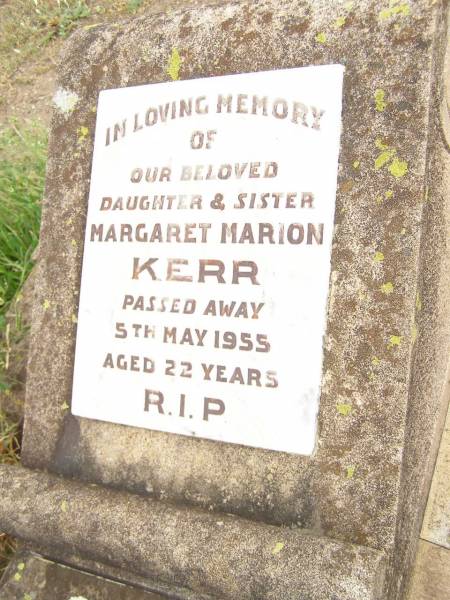 IN LOVING MEMORY
OF
OUR BELOVED
DAUGHTER & SISTER
MARGARET MARION
KERR
PASSED AWAY
5TH MAY 1955
AGED 22 YEARS
R.I.P